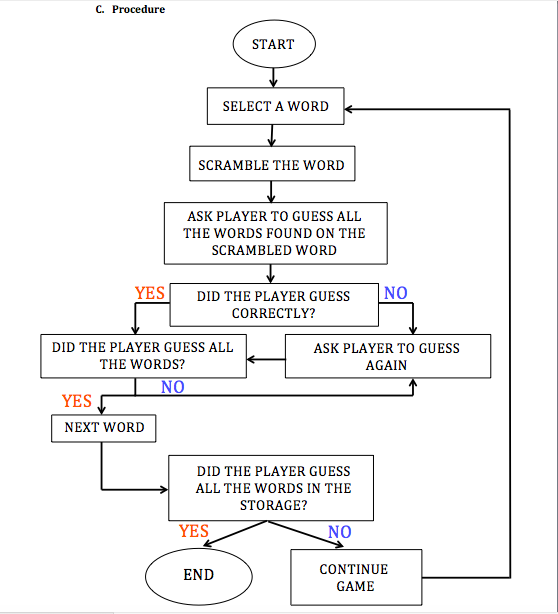 C. Procedure
START
SELECT A WORD
SCRAMBLE THE WORD
ASK PLAYER TO GUESS ALL
THE WORDS FOUND ON THE
SCRAMBLED WORD
YES
DID THE PLAYER GUESS
CORRECTLY?
NO
DID THE PLAYER GUESS ALL
THE WORDS?
ASK PLAYER TO GUESS
AGAIN
NO
YES
NEXT WORD
DID THE PLAYER GUESS
ALL THE WORDS IN THE
STORAGE?
YES
NO
END
CONTINUE
GAME